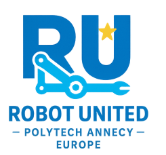 RU
ROBOT UNITED
– POLYTECH ANNECY –
EUROPE